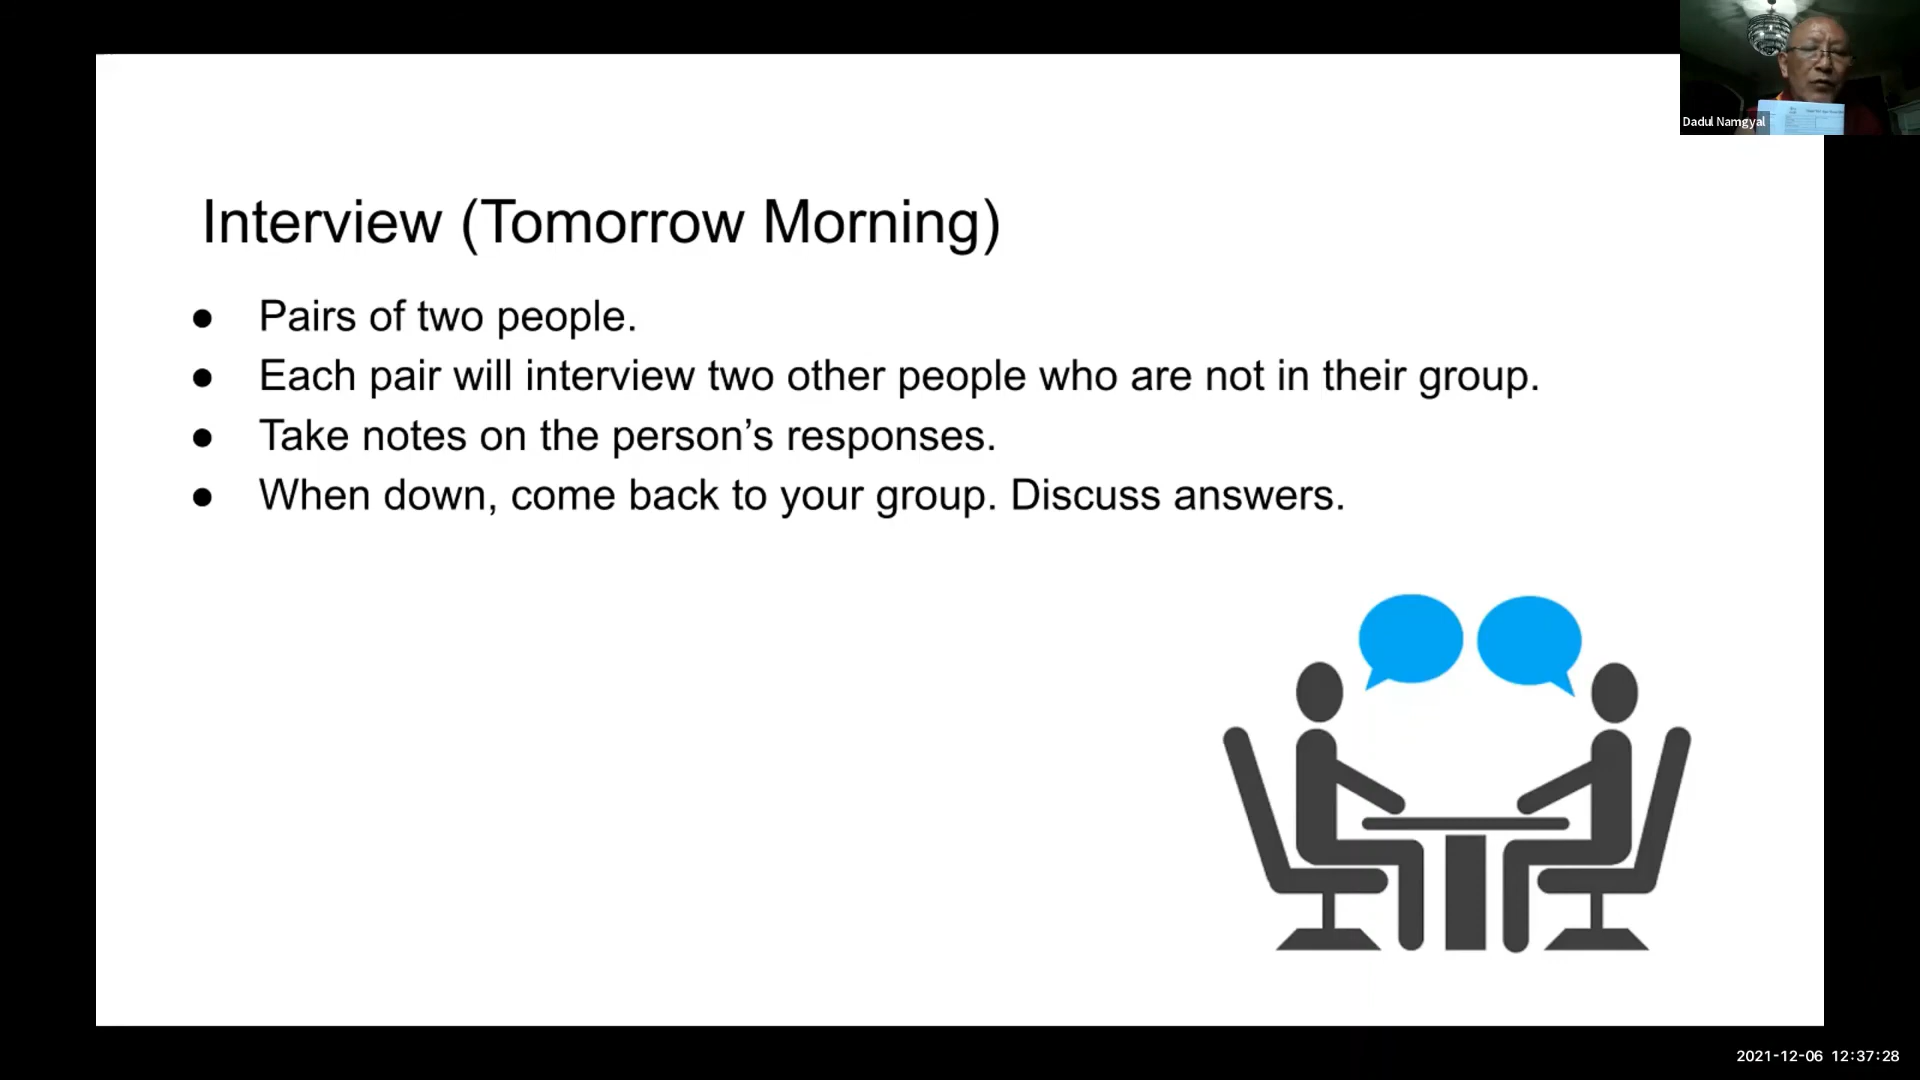 Dadul Namgyal
Interview (Tomorrow Morning)
● Pairs of two people.
● Each pair will interview two other people who are not in their group.
● Take notes on the person’s responses.
● When down, come back to your group. Discuss answers.
2021-12-06 12:37:28